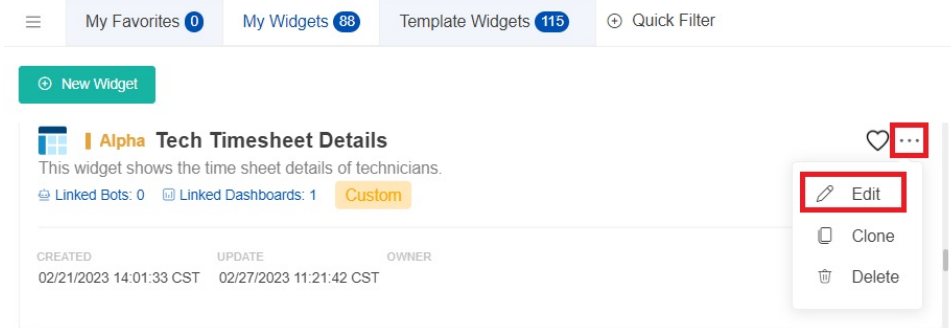 My Favorites 0 My Widgets 88 Template Widgets 115 Quick Filter
New Widget
Alpha Tech Timesheet Details
This widget shows the time sheet details of technicians.
Linked Bots: 0 Linked Dashboards: 1 Custom
Edit
Clone
Delete
CREATED UPDATE OWNER
02/21/2023 14:01:33 CST 02/27/2023 11:21:42 CST